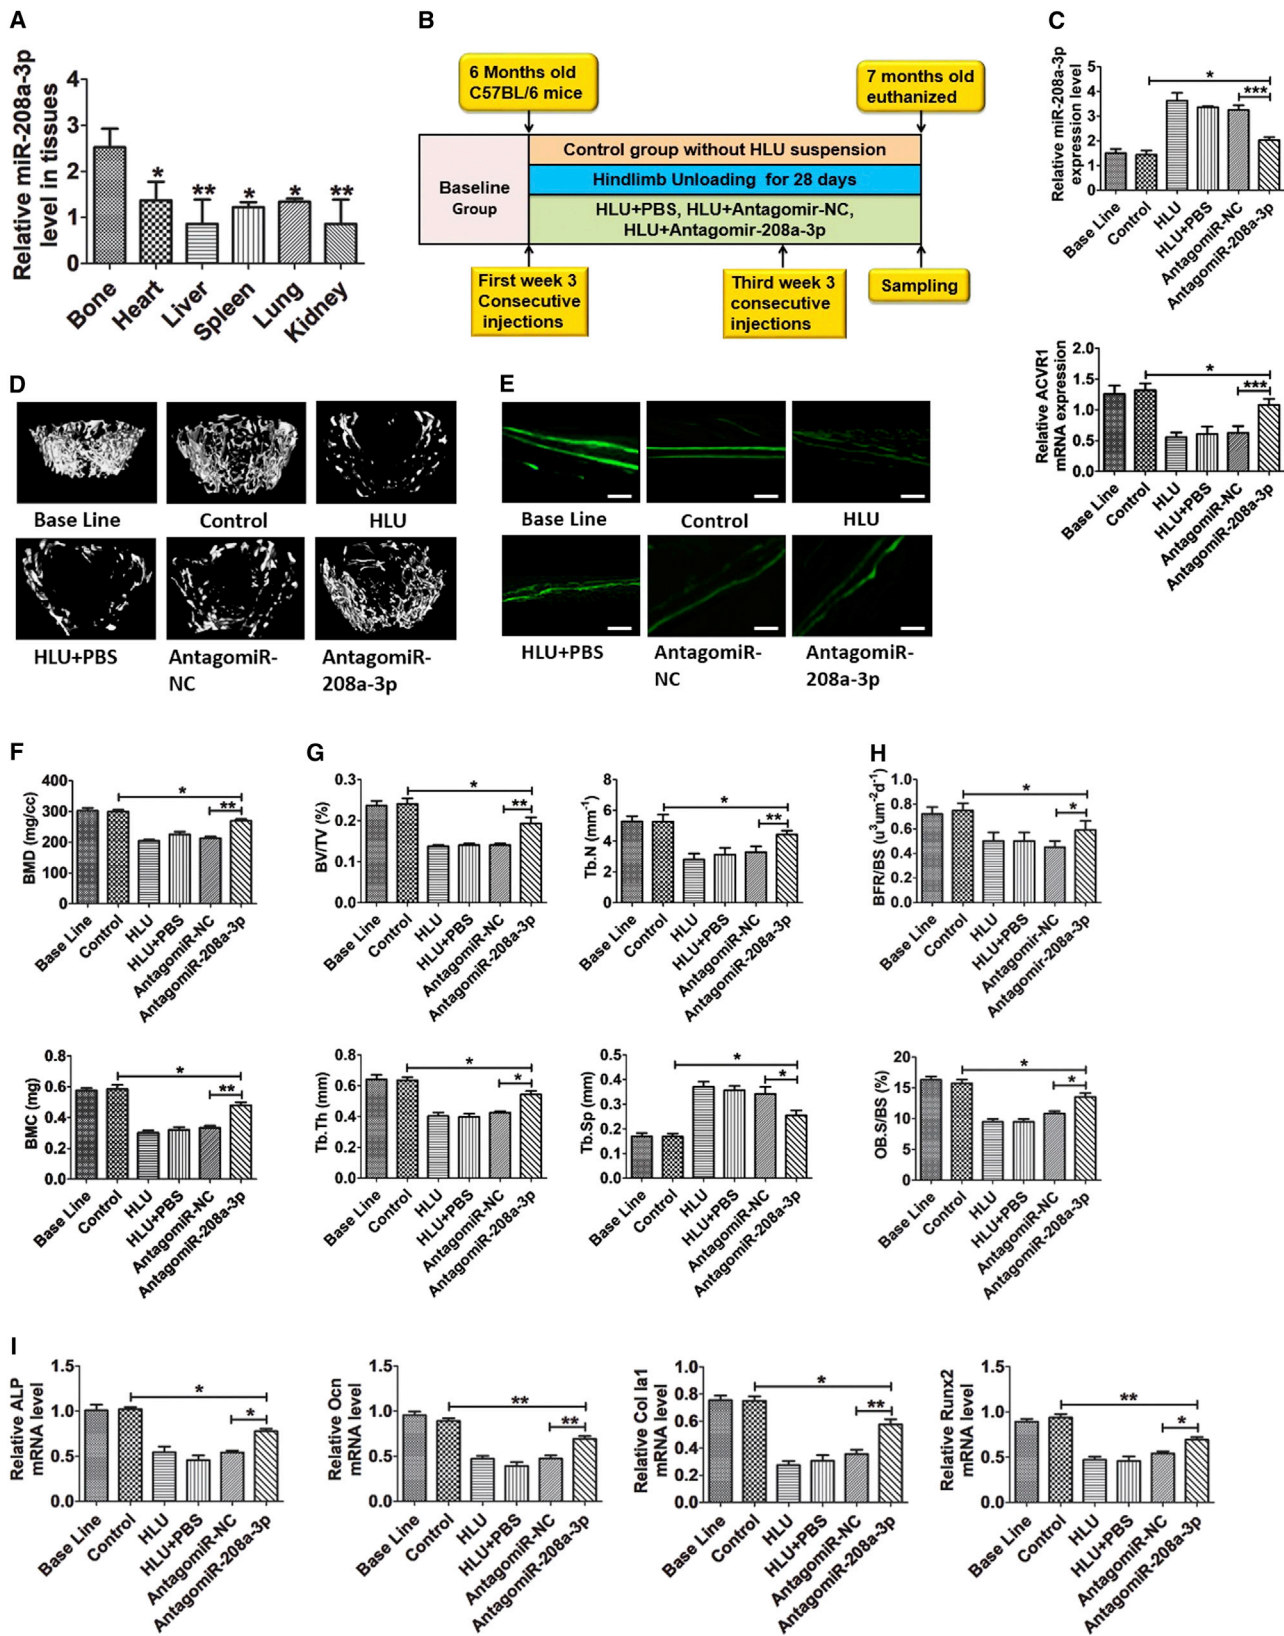 A
Relative miR-208a-3p
level in tissues
4
3
2
1
0
*
**
*
*
**
Bone
Heart
Liver
Spleen
Lung
Kidney
B
6 Months old
C57BL/6 mice
7 months old
euthanized
Baseline
Group
Control group without HLU suspension
Hindlimb Unloading for 28 days
HLU+PBS, HLU+Antagomir-NC,
HLU+Antagomir-208a-3p
First week 3
Consecutive
injections
Third week 3
consecutive
injections
Sampling
C
Relative miR-208a-3p
expression level
5
4
3
2
1
0
*
***
Base Line
Control
HLU
HLU+PBS
AntagomiR-NC
AntagomiR-208a-3p
Relative ACVR1
mRNA expression
2.0
1.5
1.0
0.5
0.0
*
***
Base Line
Control
HLU
HLU+PBS
AntagomiR-NC
AntagomiR-208a-3p
D
Base Line
Control
HLU
HLU+PBS
AntagomiR-
NC
AntagomiR-
208a-3p
E
Base Line
Control
HLU
HLU+PBS
AntagomiR-
NC
AntagomiR-
208a-3p
F
BMD (mg/cc)
400
300
200
100
0
*
**
Base Line
Control
HLU
HLU+PBS
AntagomiR-NC
AntagomiR-208a-3p
BMC (mg)
0.8
0.6
0.4
0.2
0.0
*
**
Base Line
Control
HLU
HLU+PBS
AntagomiR-NC
AntagomiR-208a-3p
G
BV/TV (%)
0.3
0.2
0.1
0.0
*
**
Base Line
Control
HLU
HLU+PBS
AntagomiR-NC
AntagomiR-208a-3p
Tb.N (mm-1)
8
6
4
2
0
*
**
Base Line
Control
HLU
HLU+PBS
AntagomiR-NC
AntagomiR-208a-3p
Tb.Th (mm)
0.8
0.6
0.4
0.2
0.0
*
*
Base Line
Control
HLU
HLU+PBS
AntagomiR-NC
AntagomiR-208a-3p
Tb.Sp (mm)
0.5
0.4
0.3
0.2
0.1
0.0
*
*
Base Line
Control
HLU
HLU+PBS
AntagomiR-NC
AntagomiR-208a-3p
H
BFR/BS (u3um-2d-1)
1.0
0.8
0.6
0.4
0.2
0.0
*
*
Base Line
Control
HLU
HLU+PBS
Antagomir-NC
Antagomir-208a-3p
OB.S/BS (%)
20
15
10
5
0
*
*
Base Line
Control
HLU
HLU+PBS
AntagomiR-NC
AntagomiR-208a-3p
I
Relative ALP
mRNA level
1.5
1.0
0.5
0.0
*
*
Base Line
Control
HLU
HLU+PBS
AntagomiR-NC
AntagomiR-208a-3p
Relative Ocn
mRNA level
1.5
1.0
0.5
0.0
**
**
Base Line
Control
HLU
HLU+PBS
AntagomiR-NC
AntagomiR-208a-3p
Relative Col Ia1
mRNA level
1.0
0.8
0.6
0.4
0.2
0.0
*
**
Base Line
Control
HLU
HLU+PBS
AntagomiR-NC
AntagomiR-208a-3p
Relative Runx2
mRNA level
1.5
1.0
0.5
0.0
**
*
Base Line
Control
HLU
HLU+PBS
AntagomiR-NC
AntagomiR-208a-3p